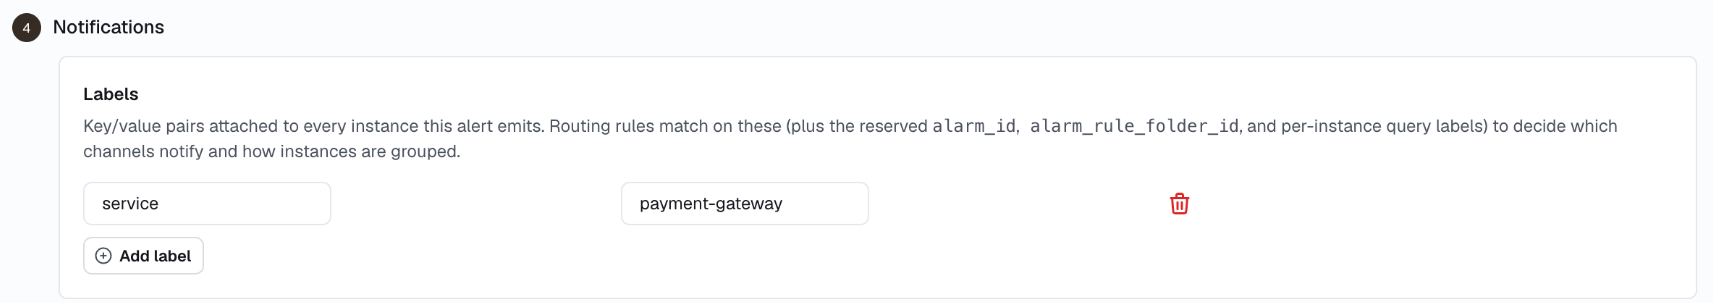 4 Notifications
Labels
Key/value pairs attached to every instance this alert emits. Routing rules match on these (plus the reserved alarm_id, alarm_rule_folder_id, and per-instance query labels) to decide which
channels notify and how instances are grouped.
service payment-gateway
Add label